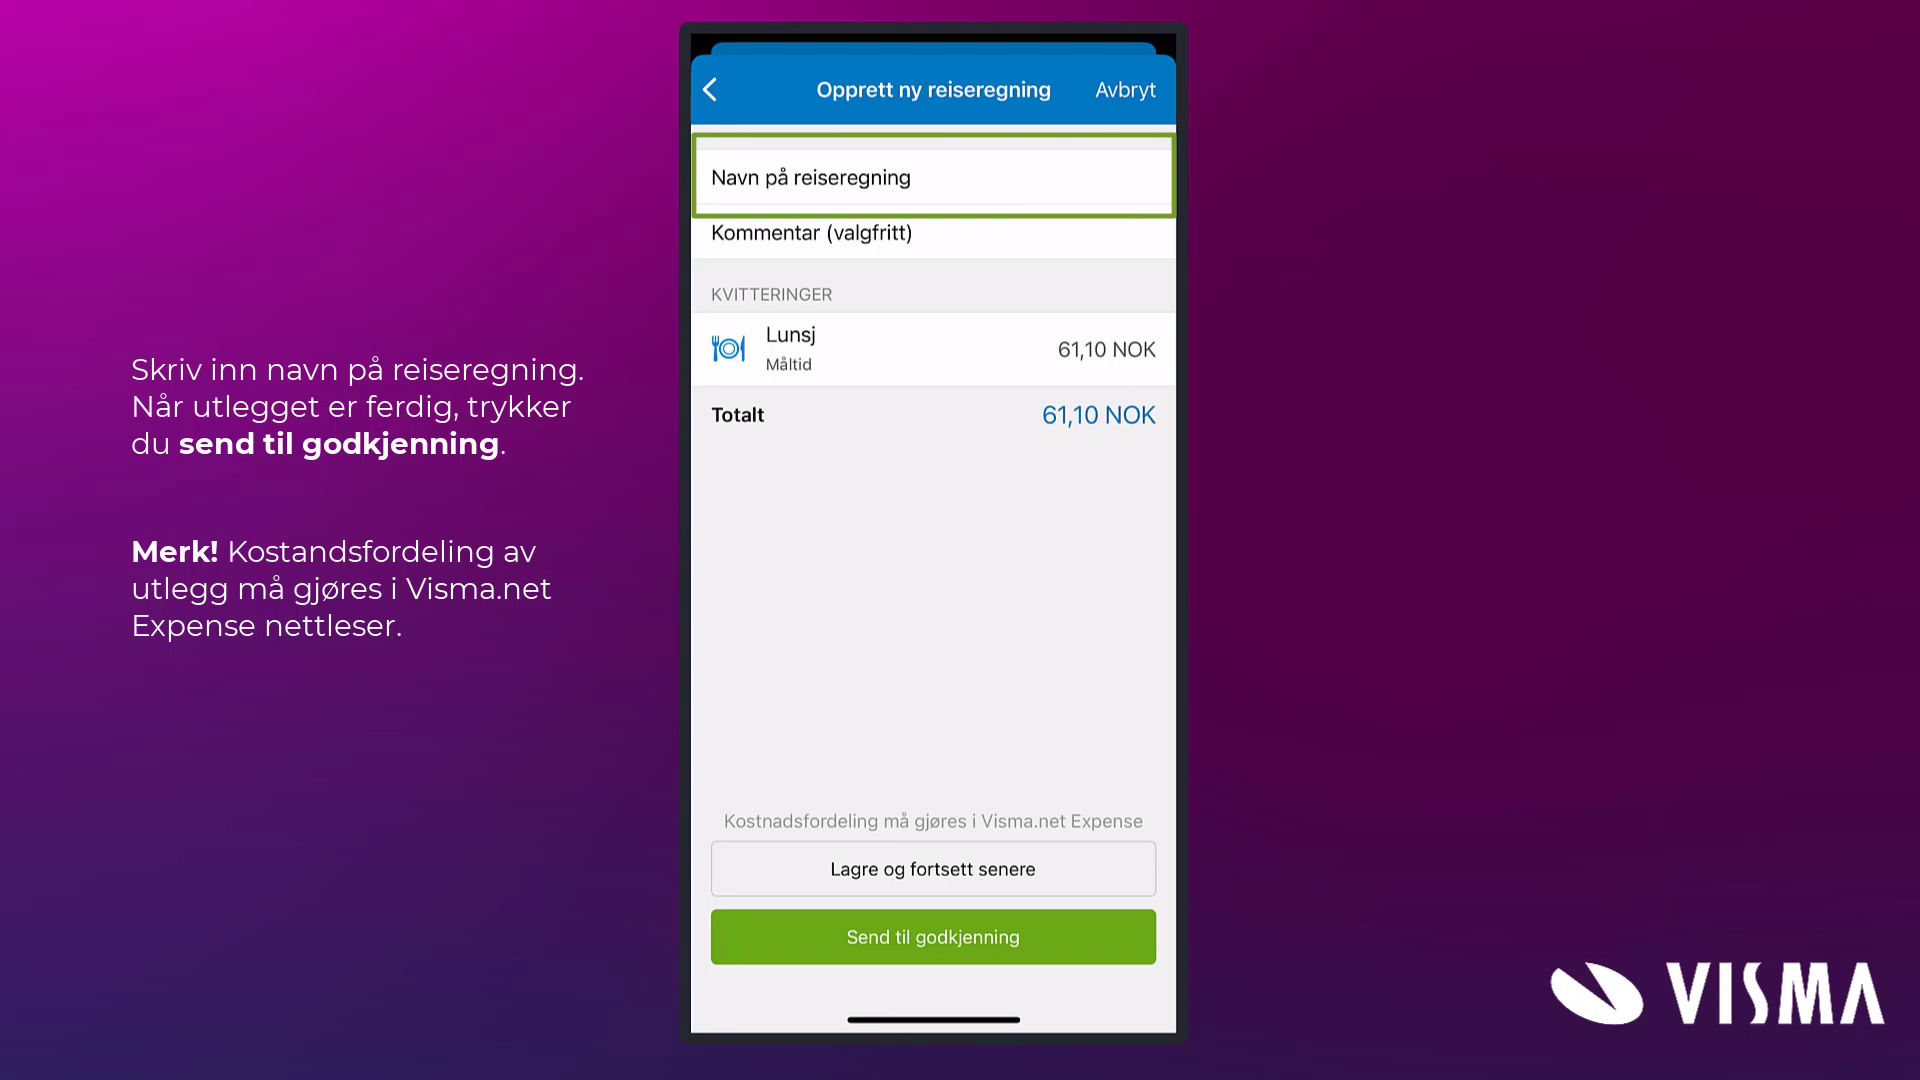 Skriv inn navn på reiseregning.
Når utlegget er ferdig, trykker
du send til godkjenning.
Merk! Kostandsfordeling av
utlegg må gjøres i Visma.net
Expense nettleser.
Opprett ny reiseregning
Avbryt
Navn på reiseregning
Kommentar (valgfritt)
KVITTERINGER
Lunsj
Måltid
61,10 NOK
Totalt
61,10 NOK
Kostnadsfordeling må gjøres i Visma.net Expense
Lagre og fortsett senere
Send til godkjenning
VISMA